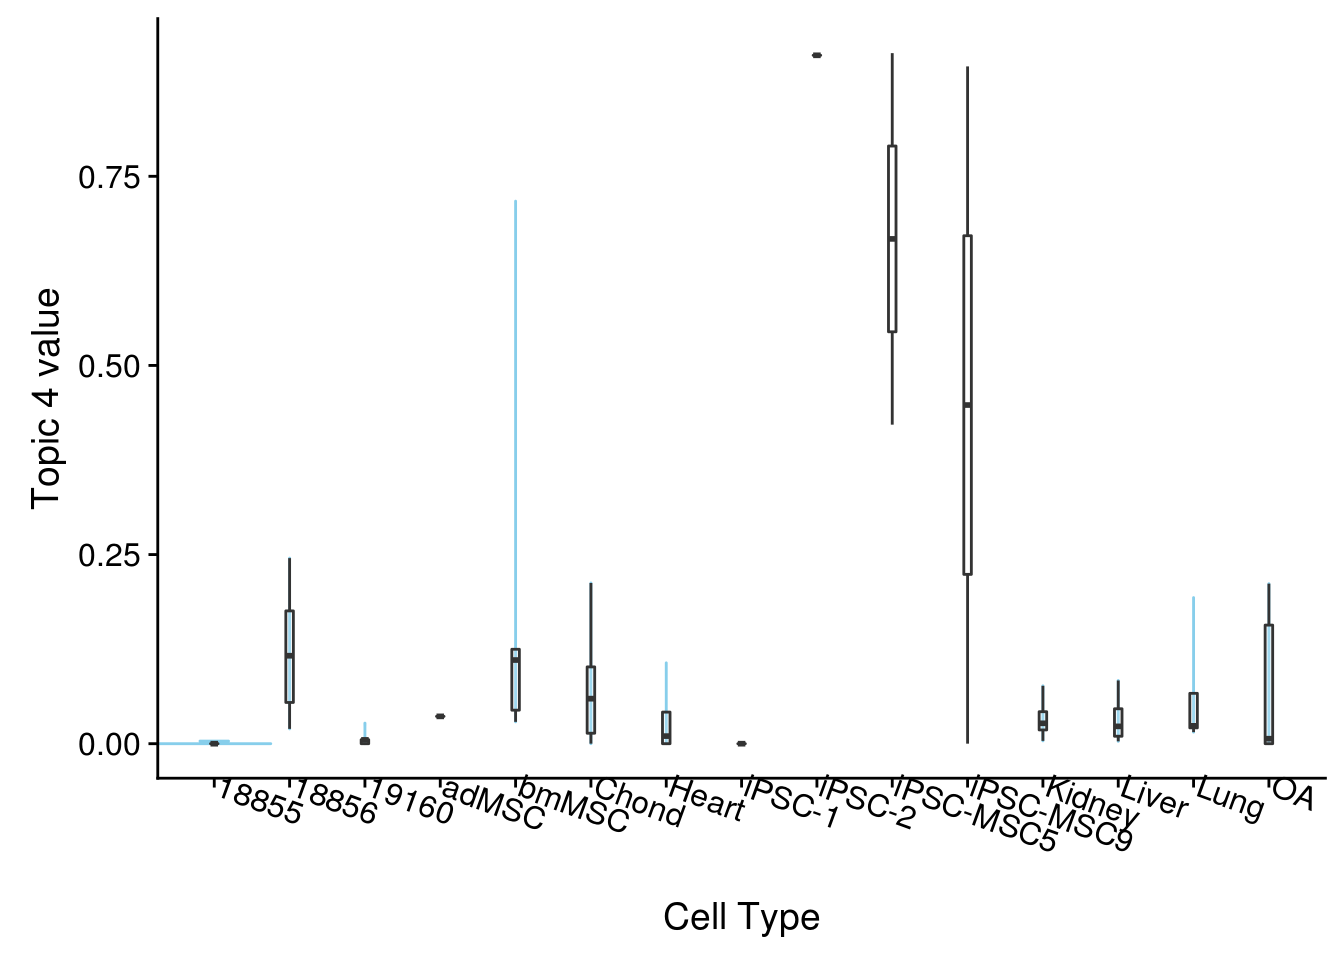 Topic 4 value
0.75
0.50
0.25
0.00
18855
18856
19160
adMSC
bmMSC
Chond
Heart
iPSC-1
iPSC-2
iPSC-MSC5
iPSC-MSC9
Kidney
Liver
Lung
OA
Cell Type